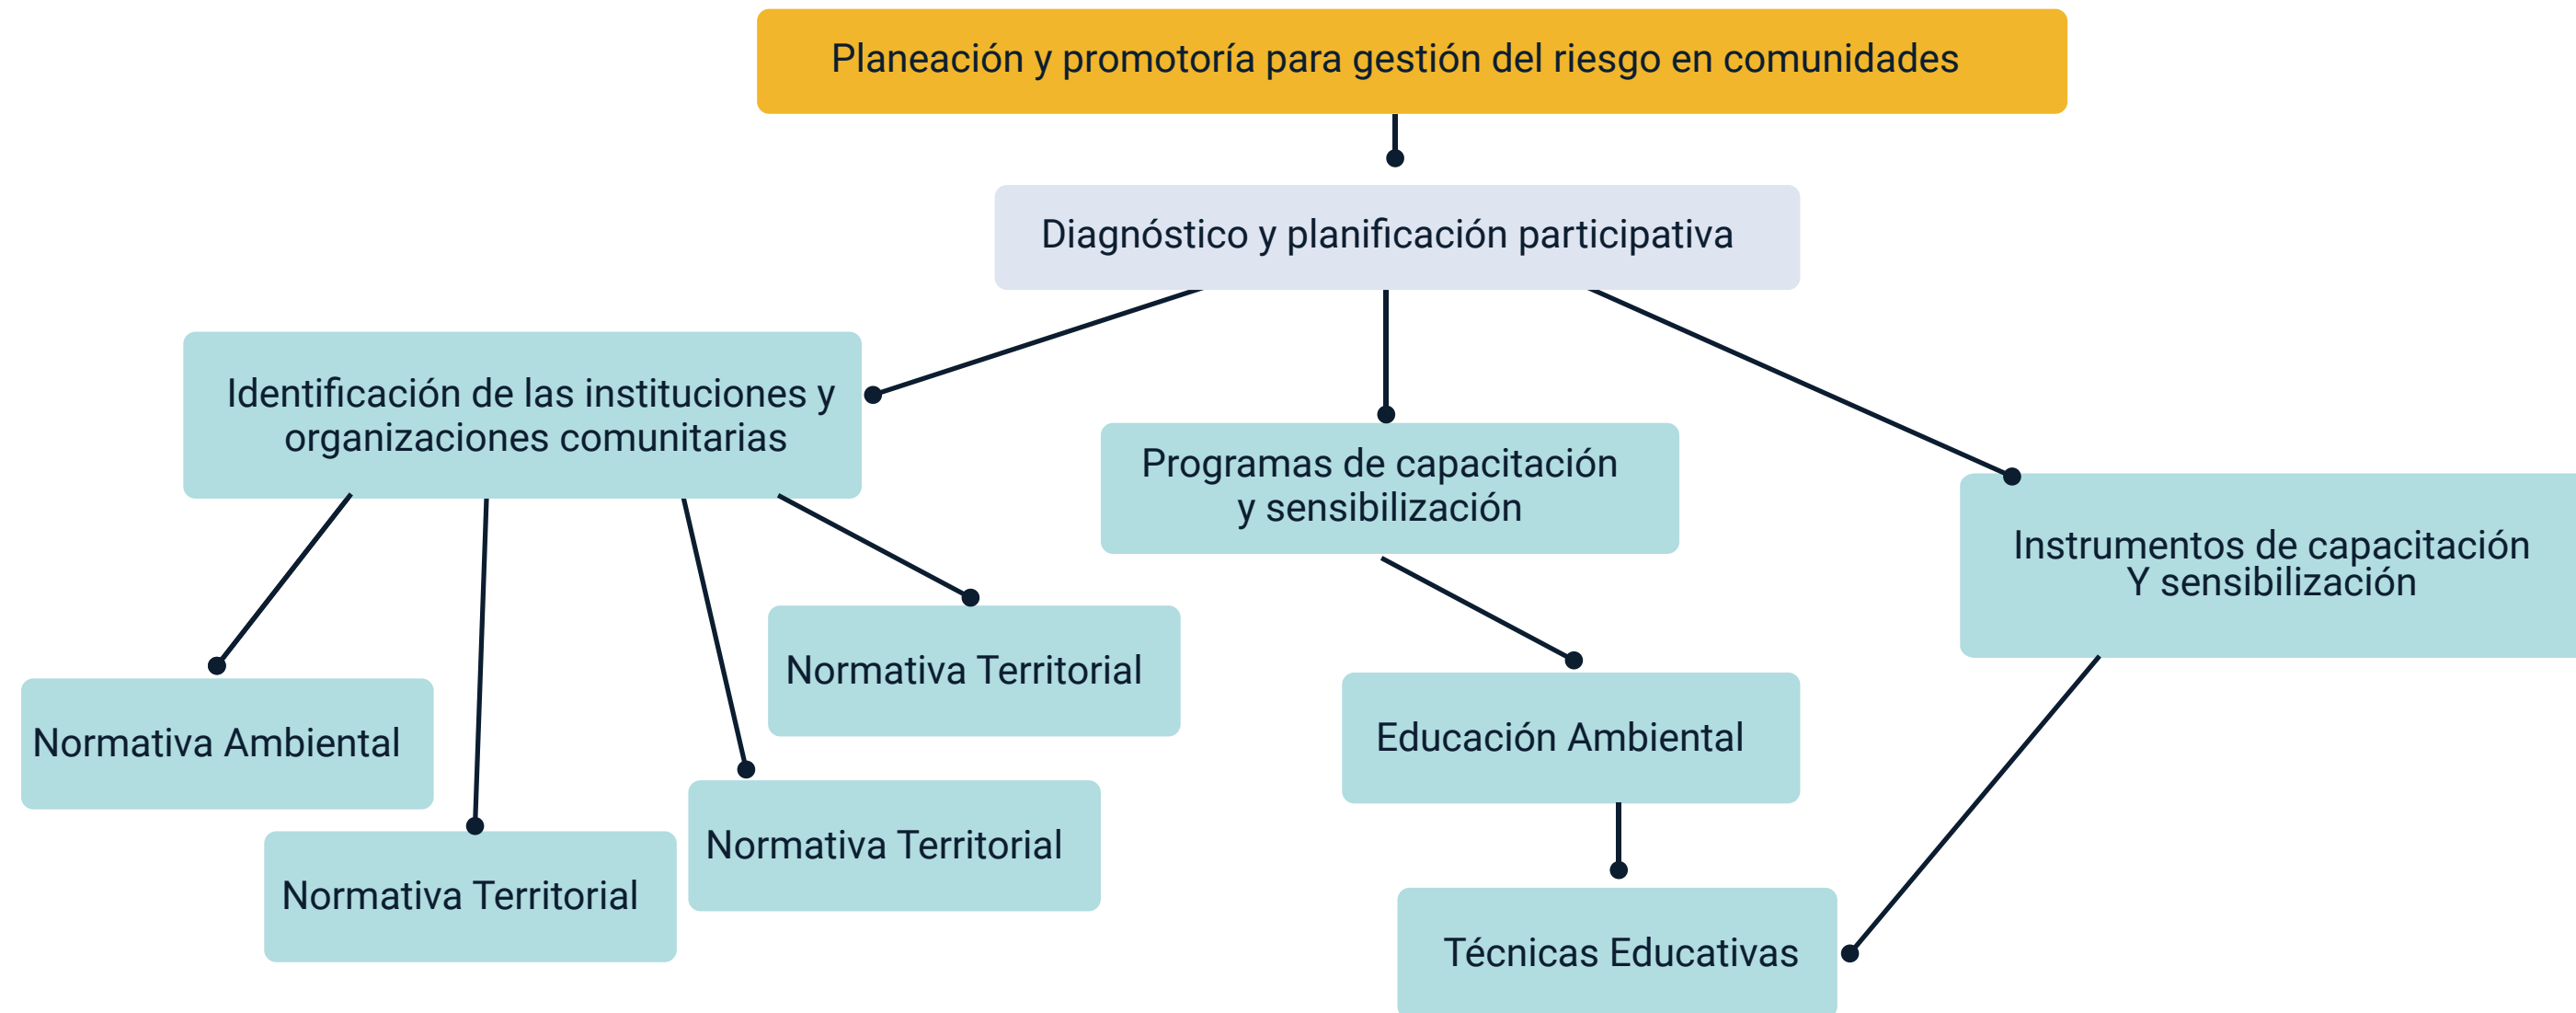 Planeación y promotoría para gestión del riesgo en comunidades
Diagnóstico y planificación participativa
Identificación de las instituciones y
organizaciones comunitarias
Programas de capacitación
y sensibilización
Instrumentos de capacitación
Y sensibilización
Normativa Ambiental
Normativa Territorial
Normativa Territorial
Normativa Territorial
Educación Ambiental
Técnicas Educativas